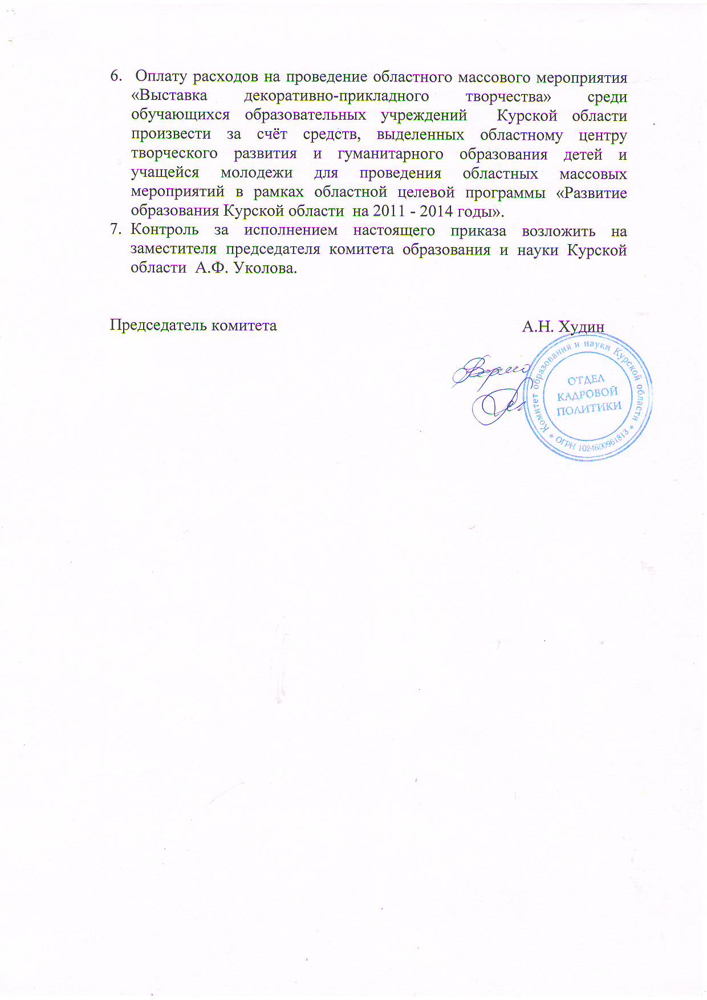 6. Оплату расходов на проведение областного массового мероприятия
«Выставка декоративно-прикладного творчества» среди
обучающихся образовательных учреждений Курской области
произвести за счёт средств, выделенных областному центру
творческого развития и гуманитарного образования детей и
учащейся молодежи для проведения областных массовых
мероприятий в рамках областной целевой программы «Развитие
образования Курской области на 2011 - 2014 годы».
7. Контроль за исполнением настоящего приказа возложить на
заместителя председателя комитета образования и науки Курской
области А.Ф. Уколова.
Председатель комитета А.Н. Худин
Комитет образования и науки Курской области
ОТДЕЛ
КАДРОВОЙ
ПОЛИТИКИ
* ОГРН 1024600961813 *